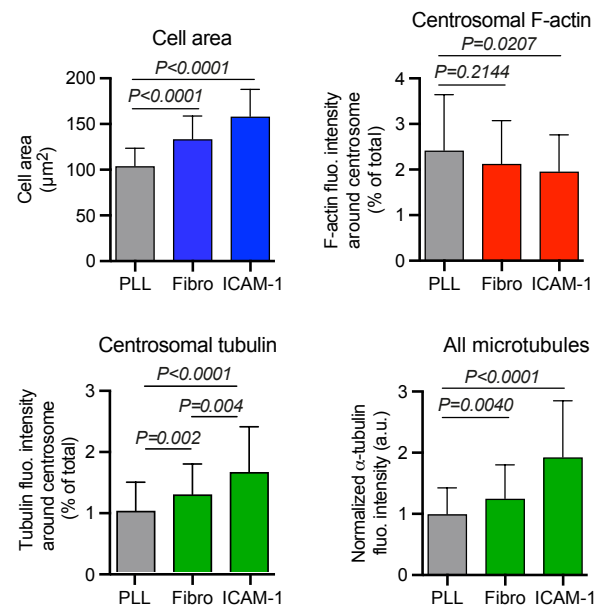 Cell area
P<0.0001
P<0.0001
Cell area
(µm²)
200
150
100
50
0
PLL Fibro ICAM-1
Centrosomal F-actin
P=0.0207
P=0.2144
F-actin fluo. intensity
around centrosome
(% of total)
4
3
2
1
0
PLL Fibro ICAM-1
Centrosomal tubulin
P<0.0001
P=0.004
P=0.002
Tubulin fluo. intensity
around centrosome
(% of total)
3
2
1
0
PLL Fibro ICAM-1
All microtubules
P<0.0001
P=0.0040
Normalized α-tubulin
fluo. intensity (a.u.)
3
2
1
0
PLL Fibro ICAM-1